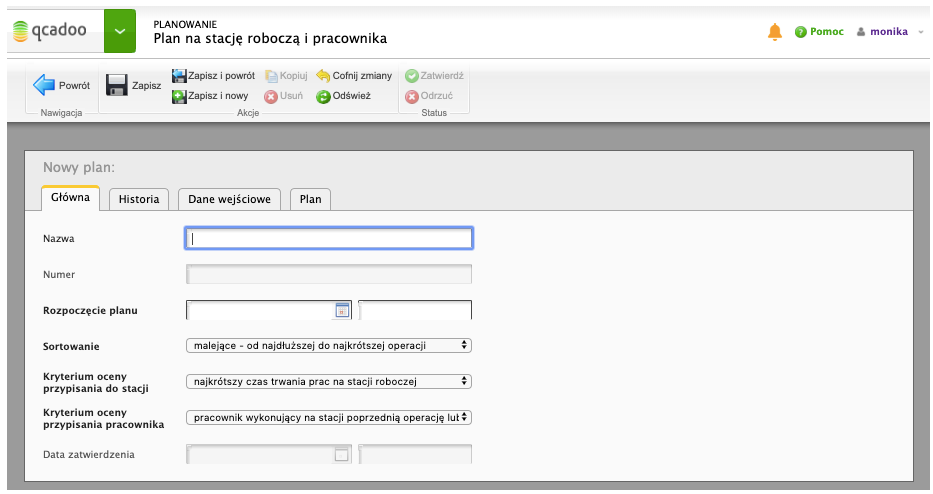 qcadoo
PLANOWANIE
Plan na stację roboczą i pracownika
Pomoc
monika
Powrót
Nawigacja
Zapisz
Zapisz i powrót
Kopiuj
Cofnij zmiany
Zapisz i nowy
Usuń
Odśwież
Akcje
Zatwierdź
Odrzuć
Status
Nowy plan:
Główna
Historia
Dane wejściowe
Plan
Nazwa
Numer
Rozpoczęcie planu
Sortowanie
malejące - od najdłuższej do najkrótszej operacji
Kryterium oceny
przypisania do stacji
najkrótszy czas trwania prac na stacji roboczej
Kryterium oceny
przypisania pracownika
pracownik wykonujący na stacji poprzednią operację lub
Data zatwierdzenia